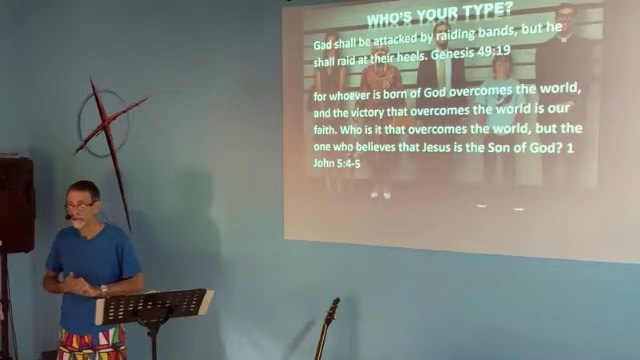 WHO'S YOUR TYPE?
Gad shall be attacked by raiding bands, but he
shall raid at their heels. Genesis 49:19
for whoever is born of God overcomes the world,
and the victory that overcomes the world is our
faith. Who is it that overcomes the world, but the
one who believes that Jesus is the Son of God? 1
John 5:4-5